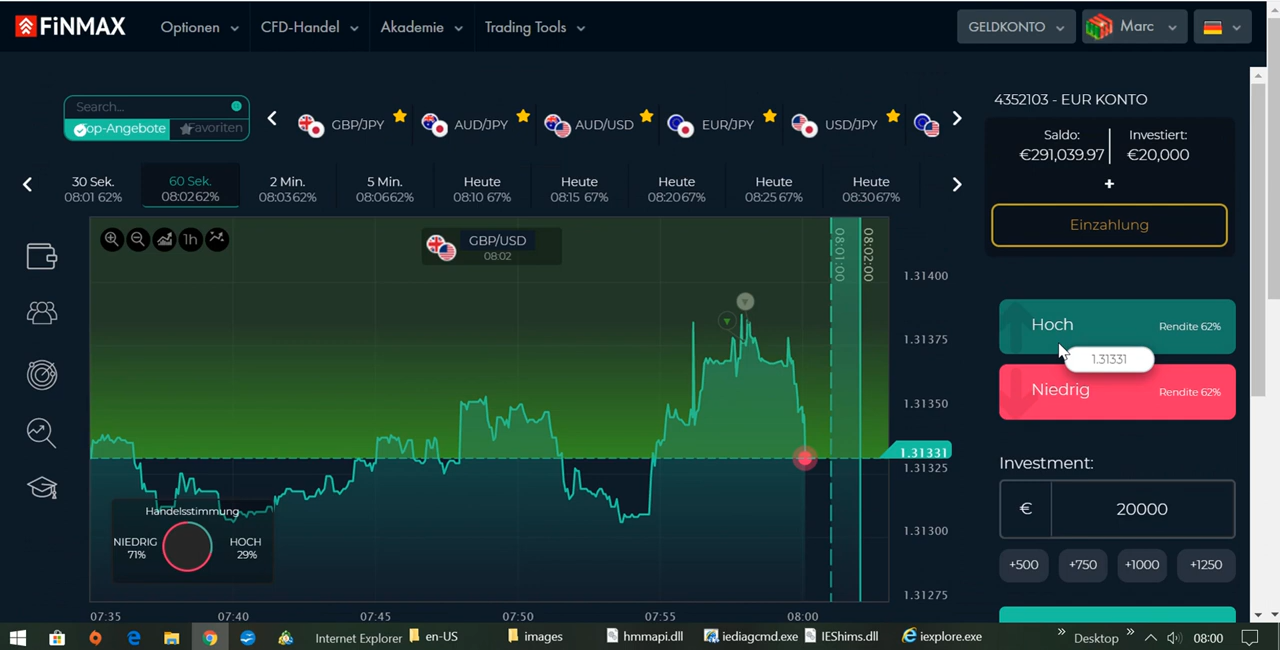 FiNMAX
Optionen CFD-Handel Akademie Trading Tools GELDKONTO Marc
Search...
Top-Angebote Favoriten
GBP/JPY AUD/JPY AUD/USD EUR/JPY USD/JPY
4352103 - EUR KONTO
Saldo: Investiert:
€291,039.97 €20,000
+
Einzahlung
30 Sek. 60 Sek. 2 Min. 5 Min. Heute Heute Heute Heute Heute
08:01 62% 08:02 62% 08:03 62% 08:06 62% 08:10 67% 08:15 67% 08:20 67% 08:25 67% 08:30 67%
1h
GBP/USD
08:02
08:01:00
08:02:00
1.31400
1.31375
1.31350
1.31331
1.31325
1.31300
1.31275
Handelsstimmung
NIEDRIG HOCH
71% 29%
07:35 07:40 07:45 07:50 07:55 08:00
Hoch Rendite 62%
1.31331
Niedrig Rendite 62%
Investment:
€ 20000
+500 +750 +1000 +1250
Internet Explorer en-US images hmmapi.dll iediagcmd.exe IEShims.dll iexplore.exe » Desktop » 08:00